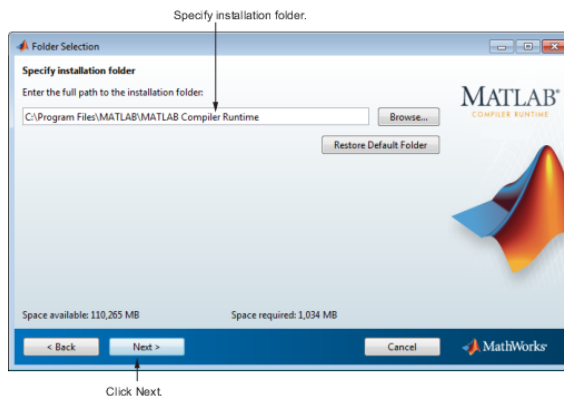 Specify installation folder.
Folder Selection
Specify installation folder
Enter the full path to the installation folder:
C:\Program Files\MATLAB\MATLAB Compiler Runtime
Browse...
Restore Default Folder
MATLAB®
COMPILER RUNTIME
Space available: 110,265 MB
Space required: 1,034 MB
< Back
Next >
Cancel
MathWorks®
Click Next.